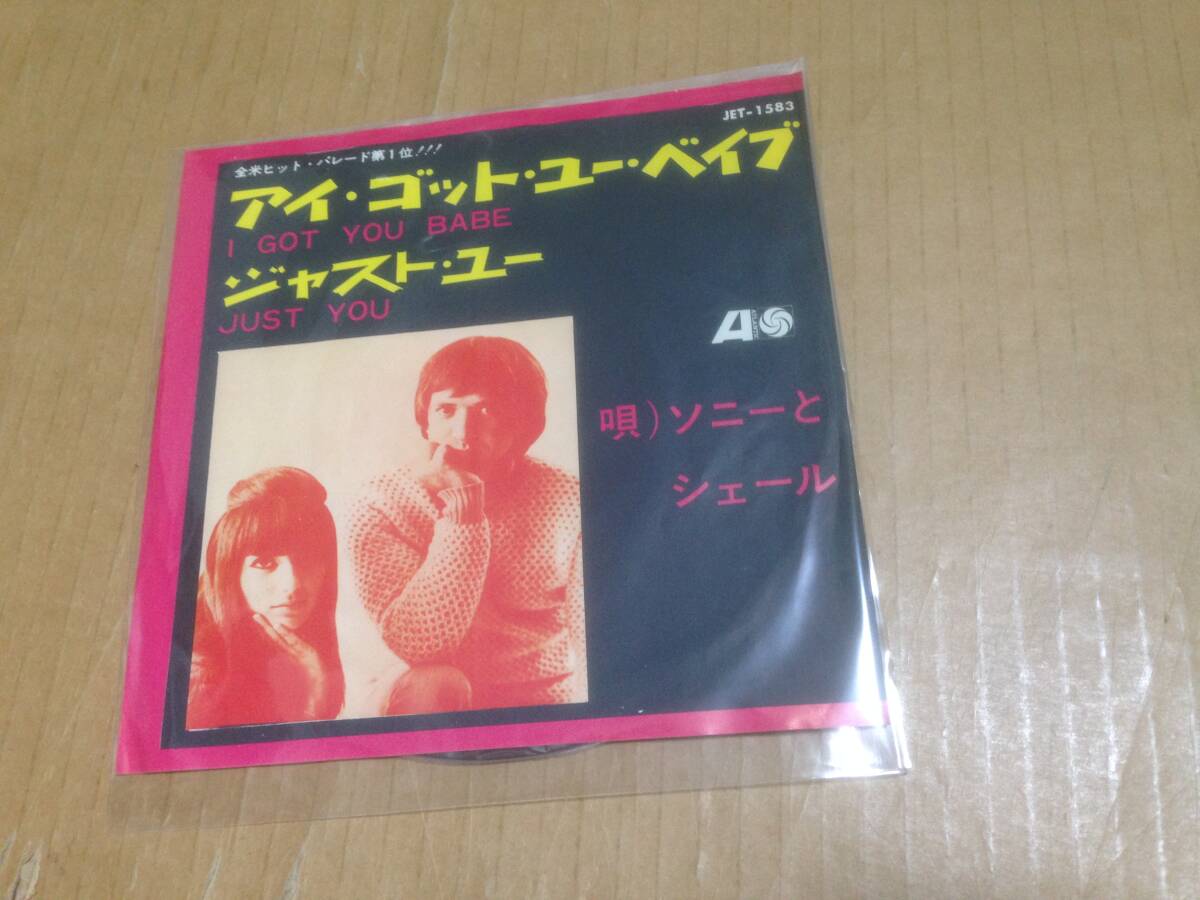 JET-1583
全米ヒット・パレード第1位!!!
アイ・ゴット・ユー・ベイブ
I GOT YOU BABE
ジャスト・ユー
JUST YOU
ATLANTIC
唄)ソニーと
シェール